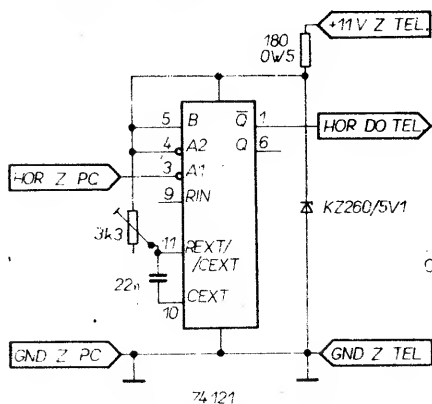 +11V Z TEL.
180
0W5
5 B Q 1
HOR DO TEL.
4 A2 Q 6
HOR Z PC
3 A1
9 RIN
KZ260/5V1
3k3
11 REXT/
/CEXT
22n
CEXT
10
GND Z PC
GND Z TEL
74121